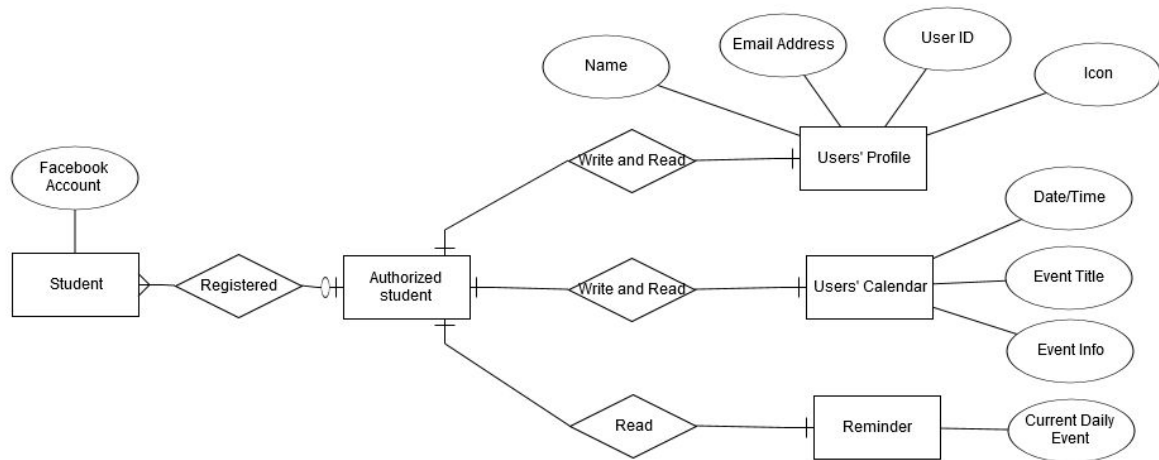 Name
Email Address
User ID
Icon
Write and Read
Users' Profile
Facebook
Account
Date/Time
Student
Registered
Authorized
student
Write and Read
Users' Calendar
Event Title
Event Info
Read
Reminder
Current Daily
Event